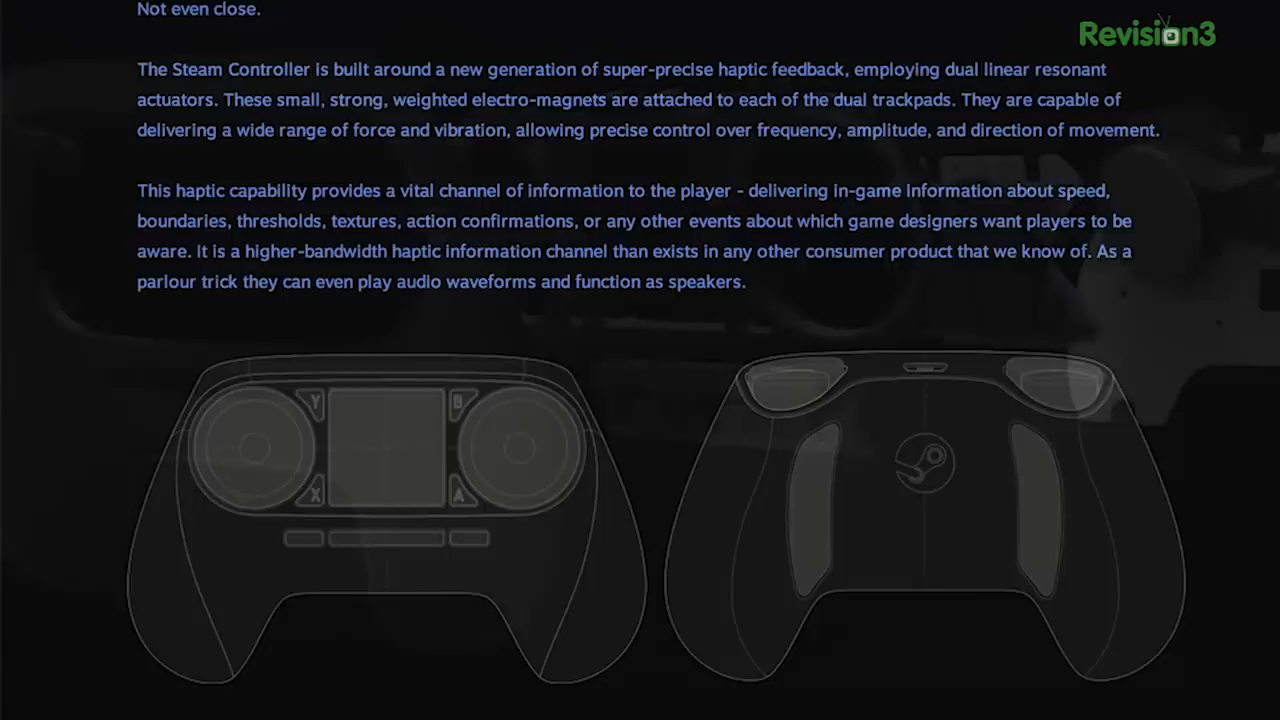 Not even close.
Revision3
The Steam Controller is built around a new generation of super-precise haptic feedback, employing dual linear resonant
actuators. These small, strong, weighted electro-magnets are attached to each of the dual trackpads. They are capable of
delivering a wide range of force and vibration, allowing precise control over frequency, amplitude, and direction of movement.
This haptic capability provides a vital channel of information to the player - delivering in-game information about speed,
boundaries, thresholds, textures, action confirmations, or any other events about which game designers want players to be
aware. It is a higher-bandwidth haptic information channel than exists in any other consumer product that we know of. As a
parlour trick they can even play audio waveforms and function as speakers.
Y B
X A